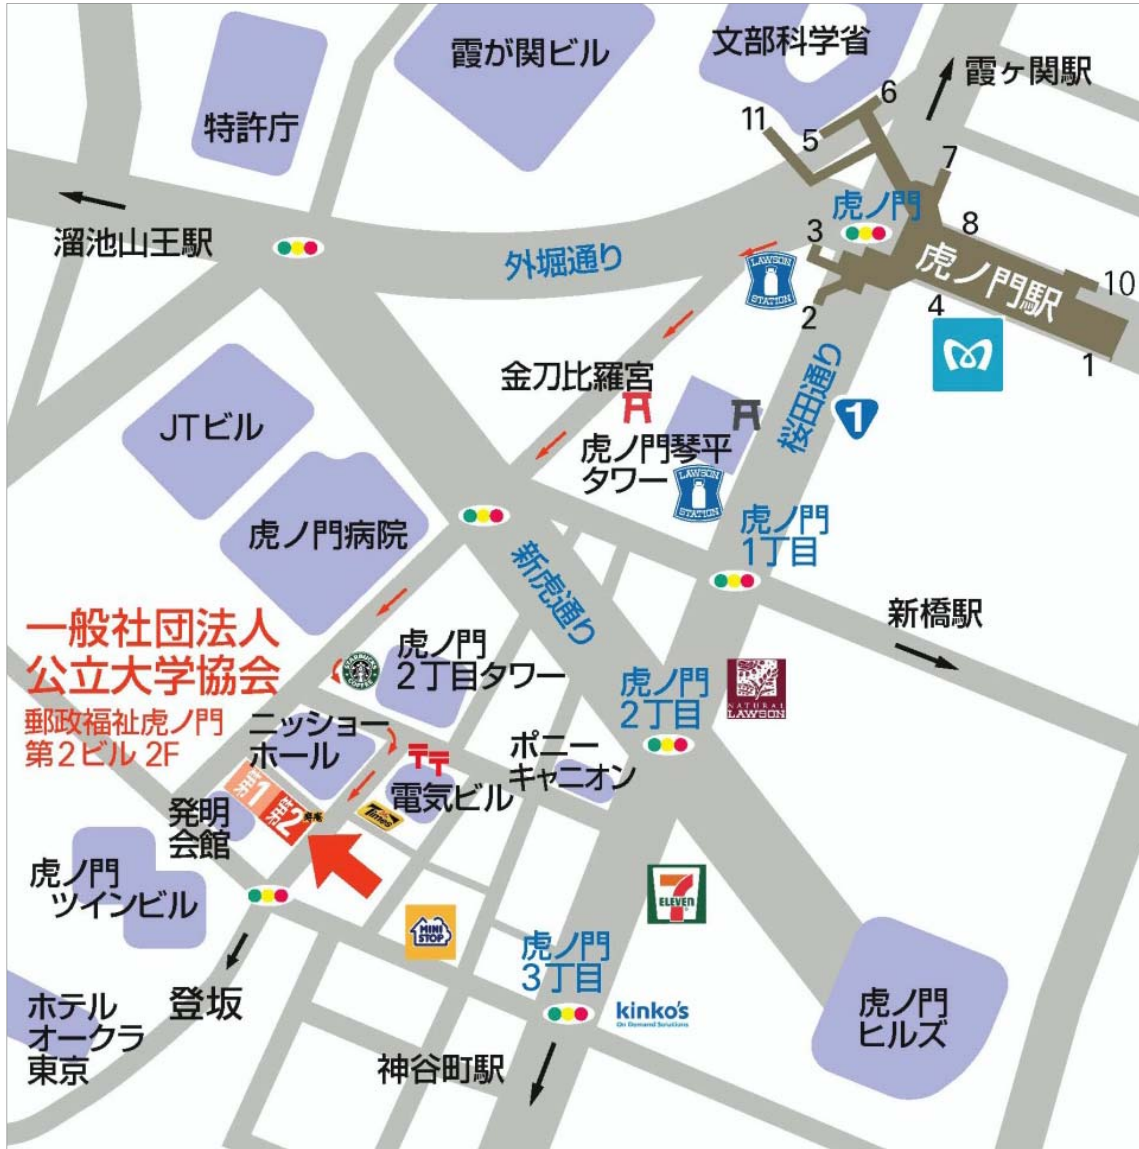 文部科学省
霞が関ビル
霞ヶ関駅
特許庁
6
11
5
7
虎ノ門
8
3
溜池山王駅
外堀通り
虎ノ門駅
10
LAWSON
STATION
2
4
1
金刀比羅宮
桜田通り
1
JTビル
虎ノ門琴平
タワー
LAWSON
STATION
虎ノ門病院
虎ノ門
1丁目
新虎通り
新橋駅
一般社団法人
公立大学協会
郵政福祉虎ノ門
第2ビル 2F
虎ノ門
2丁目タワー
STARBUCKS
COFFEE
虎ノ門
2丁目
NATURAL
LAWSON
ニッショー
ホール
ポニー
キャニオン
電気ビル
Times
第1
第2
発明
会館
虎ノ門
ツインビル
7
ELEVEN
MINI
STOP
虎ノ門
3丁目
登坂
ホテル
オークラ
東京
kinko's
On Demand Solutions
虎ノ門
ヒルズ
神谷町駅